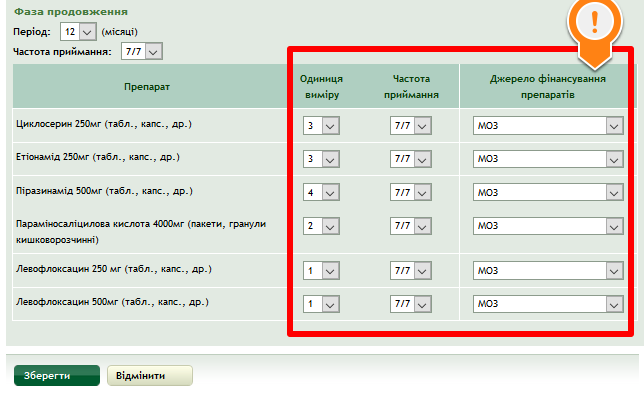 Фаза продовження
Період: 12 (місяці)
Частота приймання: 7/7
Препарат Одиниця виміру Частота приймання Джерело фінансування препаратів
Циклосерин 250мг (табл., капс., др.) 3 7/7 МОЗ
Етіонамід 250мг (табл., капс., др.) 3 7/7 МОЗ
Піразинамід 500мг (табл., капс., др.) 4 7/7 МОЗ
Параміносаліцилова кислота 4000мг (пакети, гранули 2 7/7 МОЗ
кишковорозчинні)
Левофлоксацин 250 мг (табл., капс., др.) 1 7/7 МОЗ
Левофлоксацин 500мг (табл., капс., др.) 1 7/7 МОЗ
Зберегти Відмінити